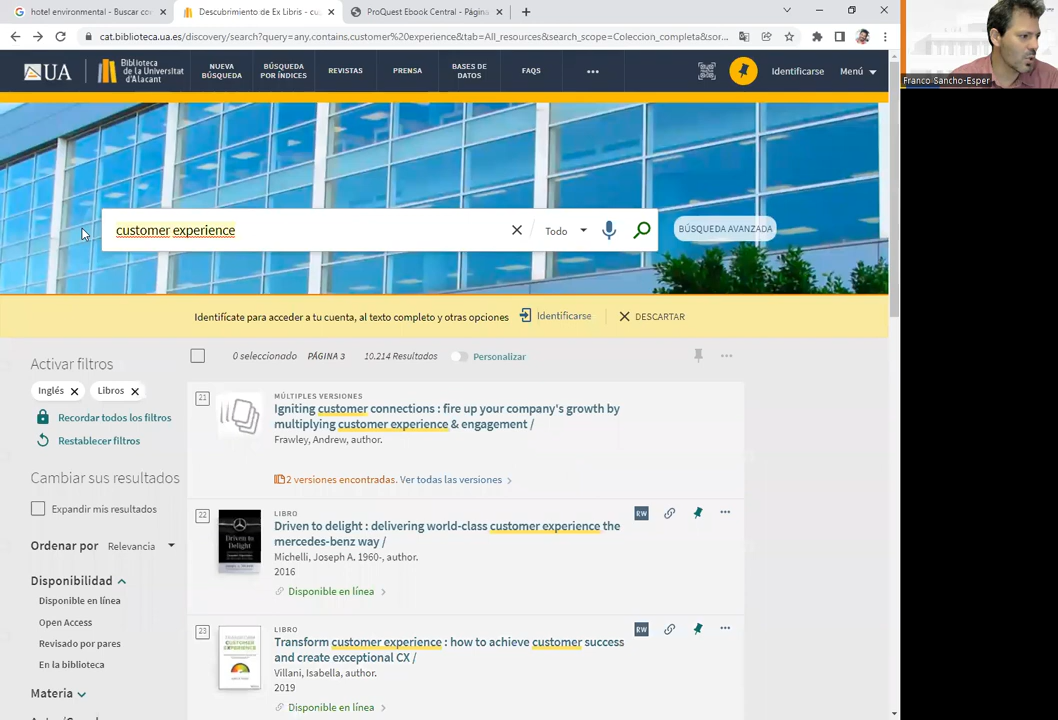 hotel environmental - Buscar co
Descubrimiento de Ex Libris - cu
ProQuest Ebook Central - Página
cat.biblioteca.ua.es/discovery/search?query=any,contains,customer%20experience&tab=All_resources&search_scope=Coleccion_completa&sor...
UA
Biblioteca
de la Universitat
d'Alacant
NUEVA
BÚSQUEDA
BÚSQUEDA
POR ÍNDICES
REVISTAS
PRENSA
BASES DE
DATOS
FAQS
Identificarse
Menú
Franco Sancho-Esper
customer experience
Todo
BÚSQUEDA AVANZADA
Identifícate para acceder a tu cuenta, al texto completo y otras opciones
Identificarse
DESCARTAR
Activar filtros
Inglés
Libros
Recordar todos los filtros
Restablecer filtros
Cambiar sus resultados
Expandir mis resultados
Ordenar por Relevancia
Disponibilidad
Disponible en línea
Open Access
Revisado por pares
En la biblioteca
Materia
0 seleccionado PÁGINA 3 10.214 Resultados Personalizar
21
MÚLTIPLES VERSIONES
Igniting customer connections : fire up your company's growth by
multiplying customer experience & engagement /
Frawley, Andrew, author.
2 versiones encontradas. Ver todas las versiones
22
LIBRO
RW
Driven to delight : delivering world-class customer experience the
mercedes-benz way /
Michelli, Joseph A. 1960-, author.
2016
Disponible en línea
23
LIBRO
RW
Transform customer experience : how to achieve customer success
and create exceptional CX /
Villani, Isabella, author.
2019
Disponible en línea